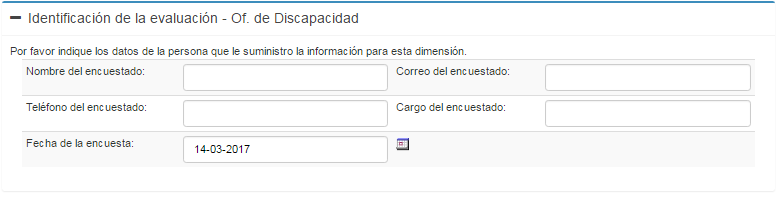 Identificación de la evaluación - Of. de Discapacidad
Por favor indique los datos de la persona que le suministro la información para esta dimensión.
Nombre del encuestado: Correo del encuestado:
Teléfono del encuestado: Cargo del encuestado:
Fecha de la encuesta: 14-03-2017